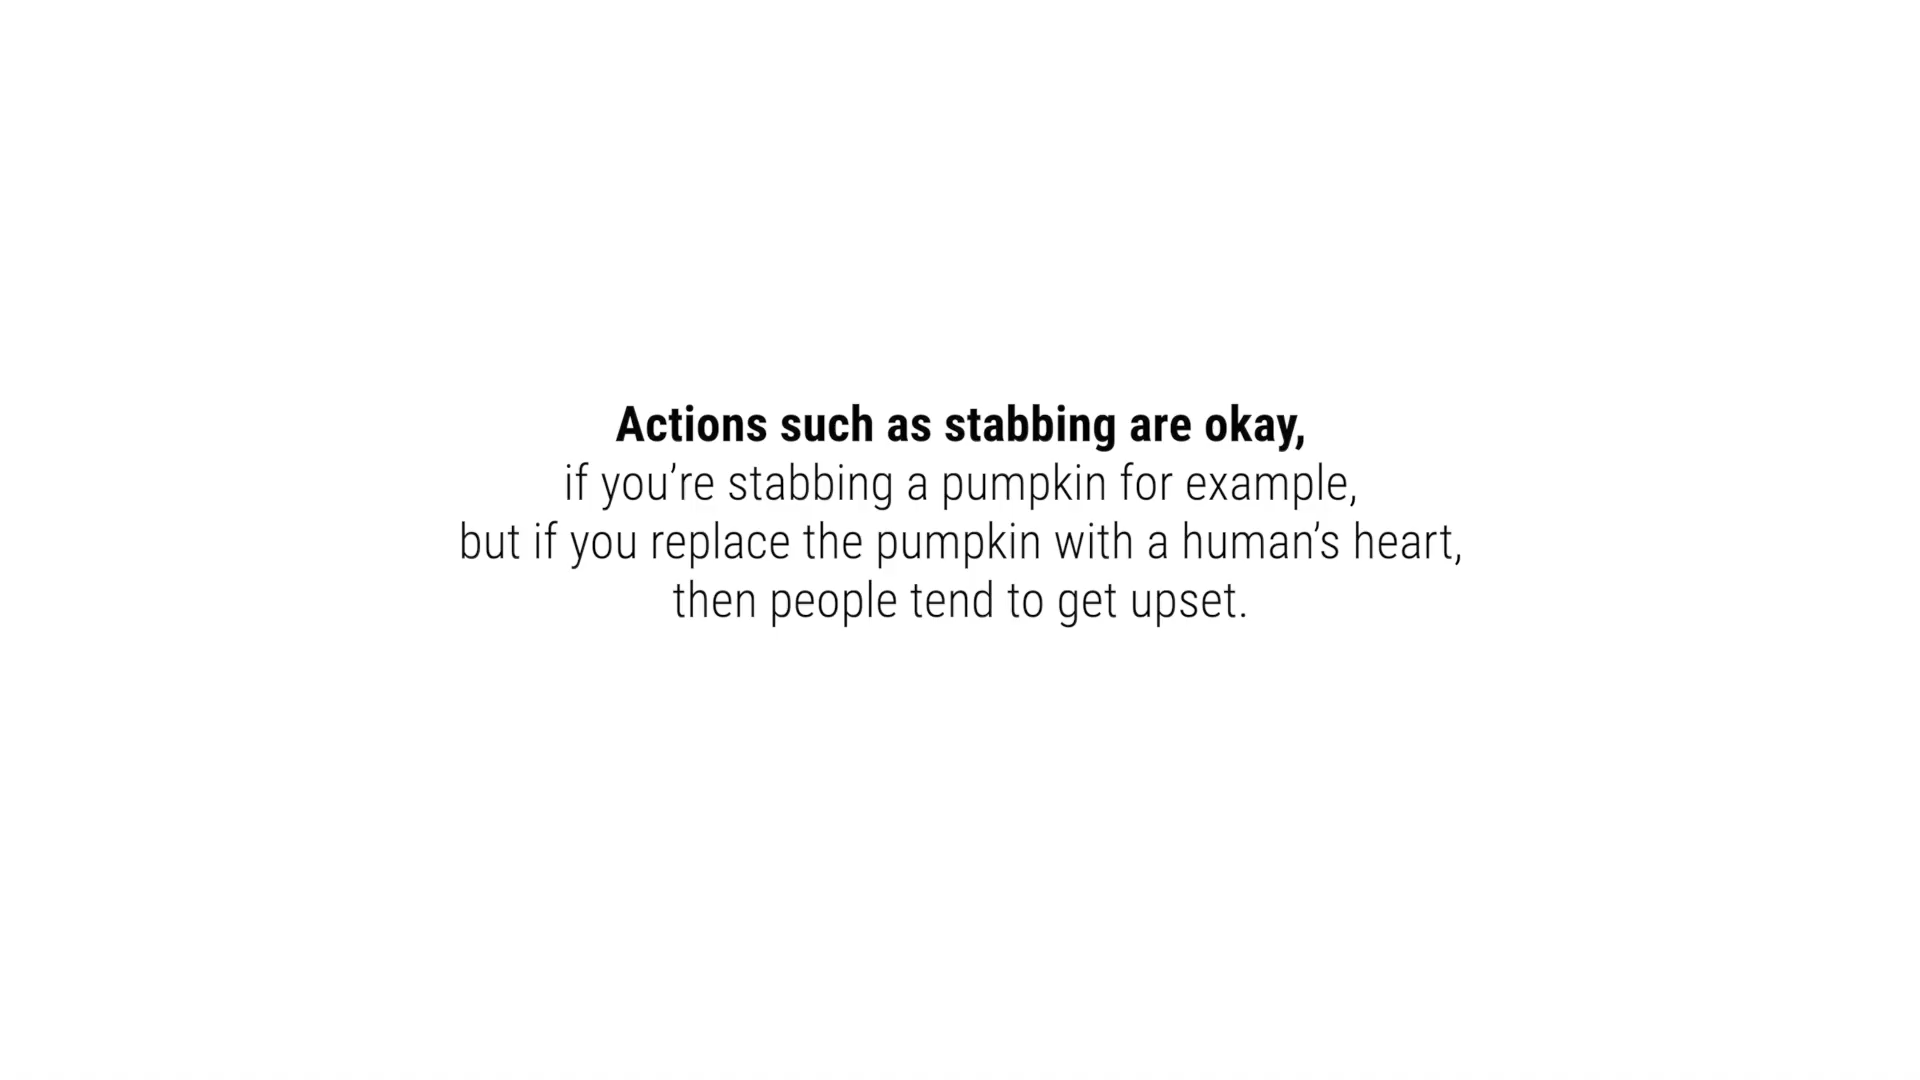 Actions such as stabbing are okay,
if you’re stabbing a pumpkin for example,
but if you replace the pumpkin with a human’s heart,
then people tend to get upset.